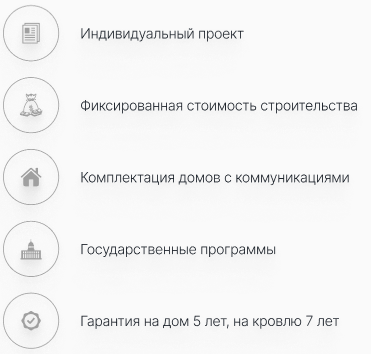 Индивидуальный проект
Фиксированная стоимость строительства
Комплектация домов с коммуникациями
Государственные программы
Гарантия на дом 5 лет, на кровлю 7 лет